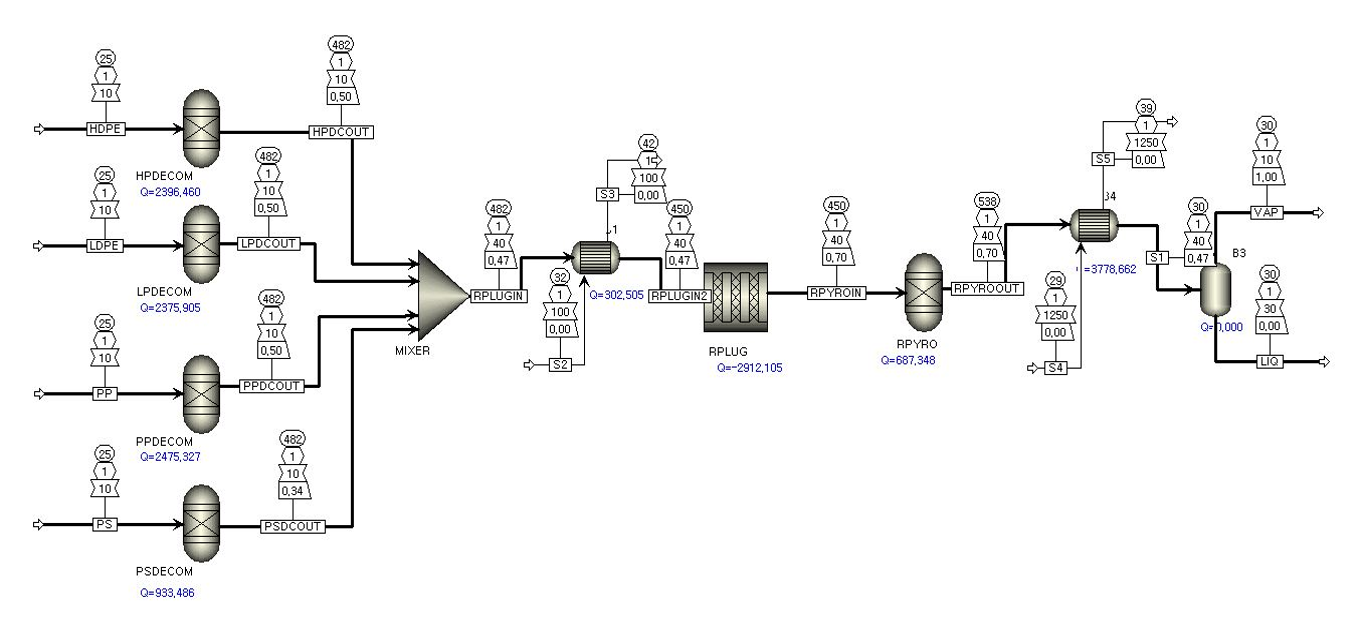 25
1
10
HDPE
HPDECOM
Q=2396,460
482
1
10
0,50
HPDCOUT
25
1
10
LDPE
LPDECOM
Q=2375,905
482
1
10
0,50
LPDCOUT
25
1
10
PP
PPDECOM
Q=2475,327
482
1
10
0,50
PPDCOUT
25
1
10
PS
PSDECOM
Q=933,486
482
1
10
0,34
PSDCOUT
MIXER
482
1
40
0,47
RPLUGIN
42
1
100
0,00
S3
32
1
100
0,00
S2
1
Q=302,505
450
1
40
0,47
RPLUGIN2
RPLUG
Q=-2912,105
450
1
40
0,70
RPYROIN
RPYRO
Q=687,348
538
1
40
0,70
RPYROOUT
39
1
1250
0,00
S5
34
=3778,662
29
1
1250
0,00
S4
30
1
40
0,47
S1
B3
Q=0,000
30
1
10
1,00
VAP
30
1
30
0,00
LIQ